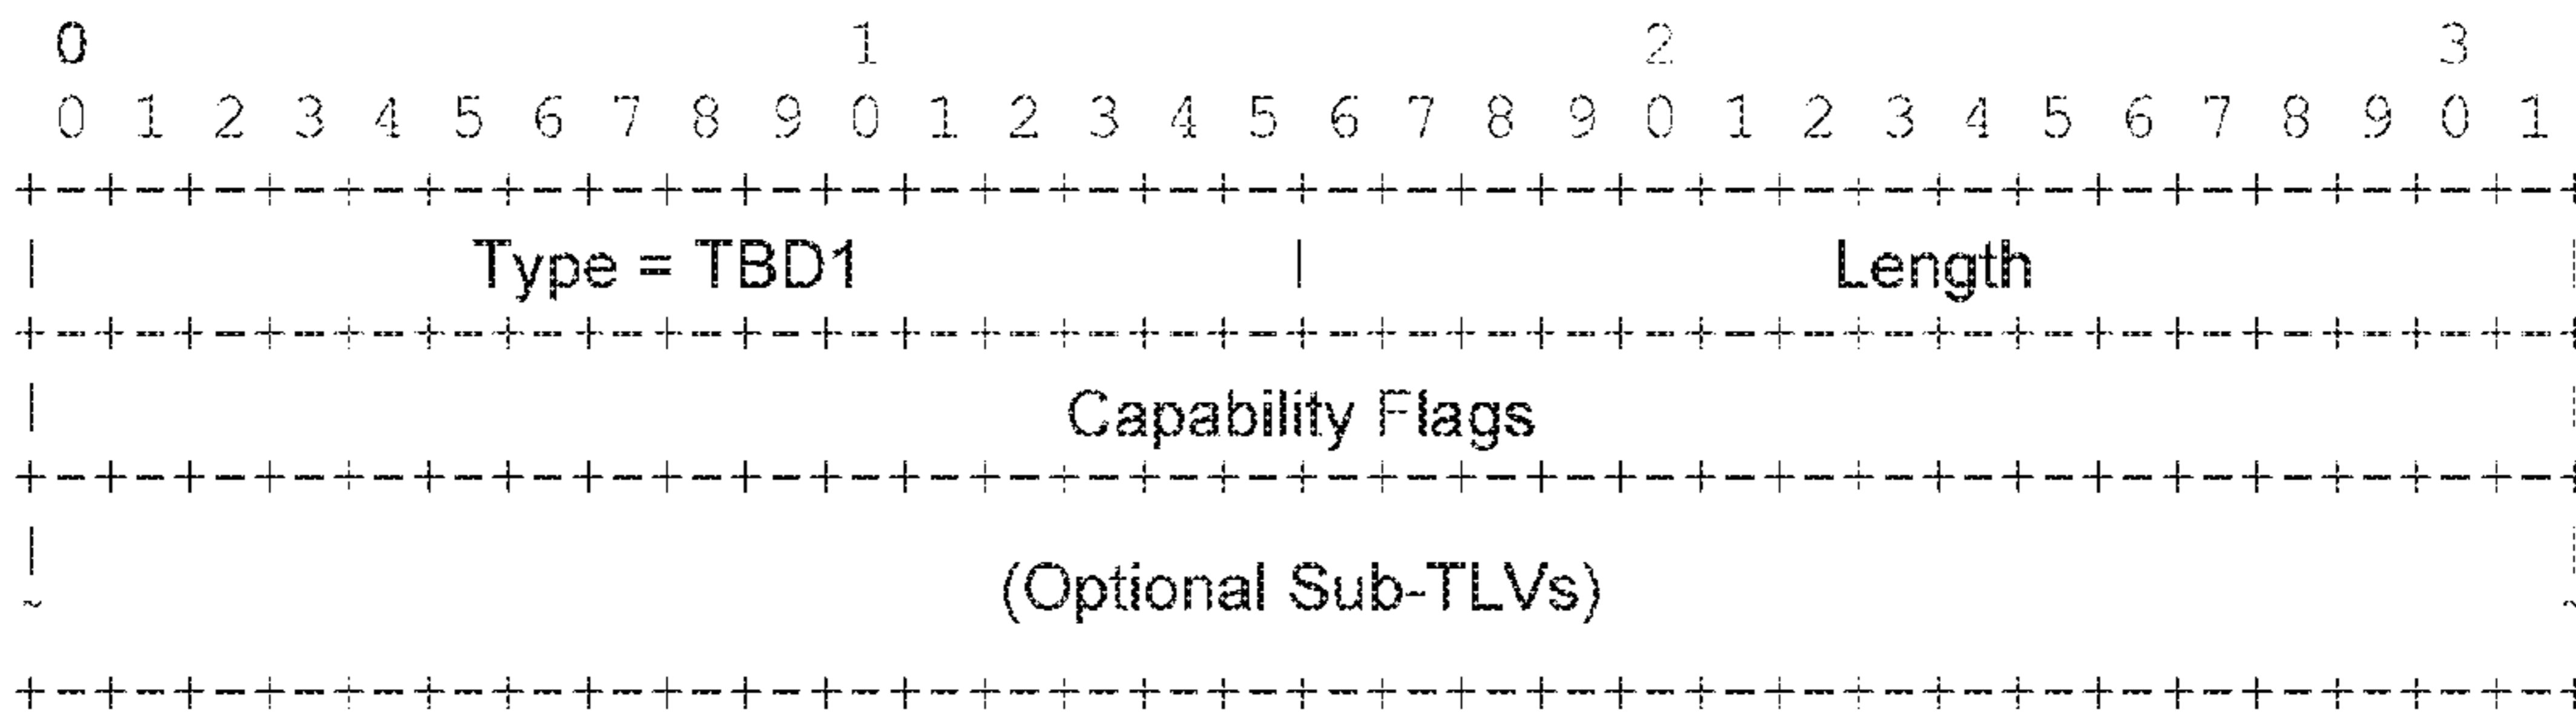 0 1 2 3
0 1 2 3 4 5 6 7 8 9 0 1 2 3 4 5 6 7 8 9 0 1 2 3 4 5 6 7 8 9 0 1
+-+-+-+-+-+-+-+-+-+-+-+-+-+-+-+-+-+-+-+-+-+-+-+-+-+-+-+-+-+-+-+-+
| Type = TBD1 | Length |
+-+-+-+-+-+-+-+-+-+-+-+-+-+-+-+-+-+-+-+-+-+-+-+-+-+-+-+-+-+-+-+-+
| Capability Flags |
+-+-+-+-+-+-+-+-+-+-+-+-+-+-+-+-+-+-+-+-+-+-+-+-+-+-+-+-+-+-+-+-+
| |
~ (Optional Sub-TLVs) ~
+-+-+-+-+-+-+-+-+-+-+-+-+-+-+-+-+-+-+-+-+-+-+-+-+-+-+-+-+-+-+-+-+